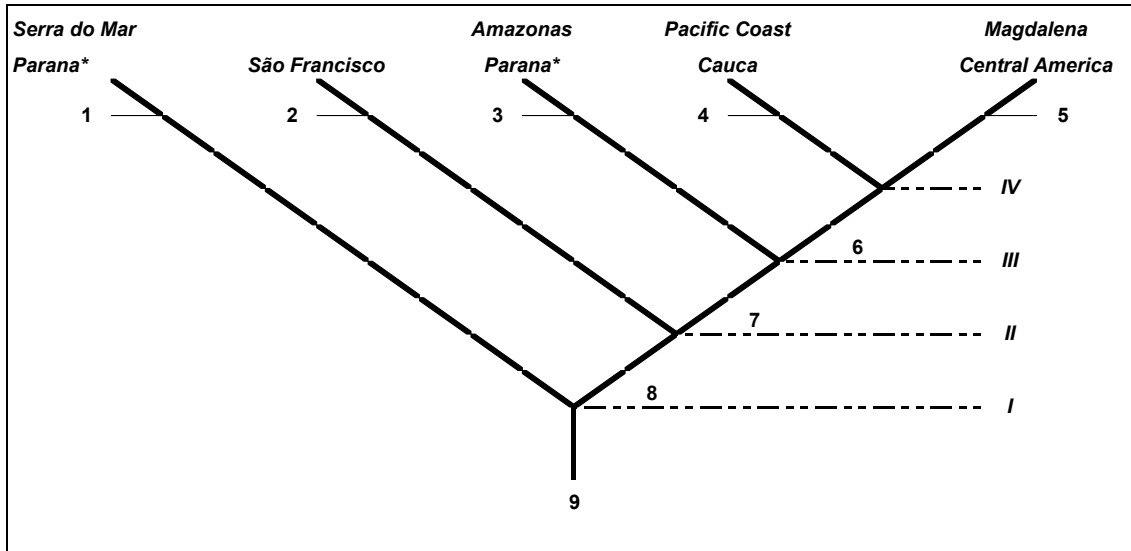 Serra do Mar Amazonas Pacific Coast Magdalena
Parana* São Francisco Parana* Cauca Central America
1 2 3 4 5
IV
6 III
7 II
8 I
9